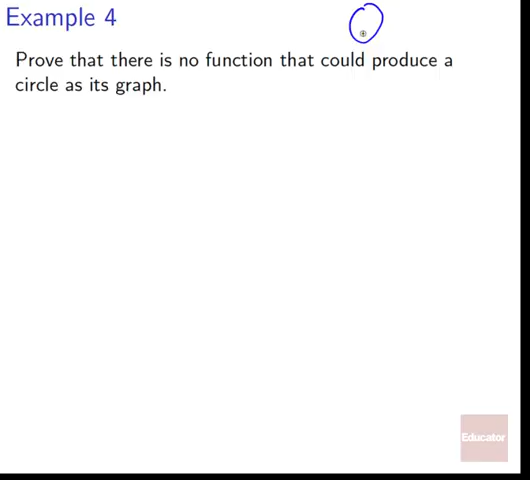 Example 4
Prove that there is no function that could produce a
circle as its graph.
Educator